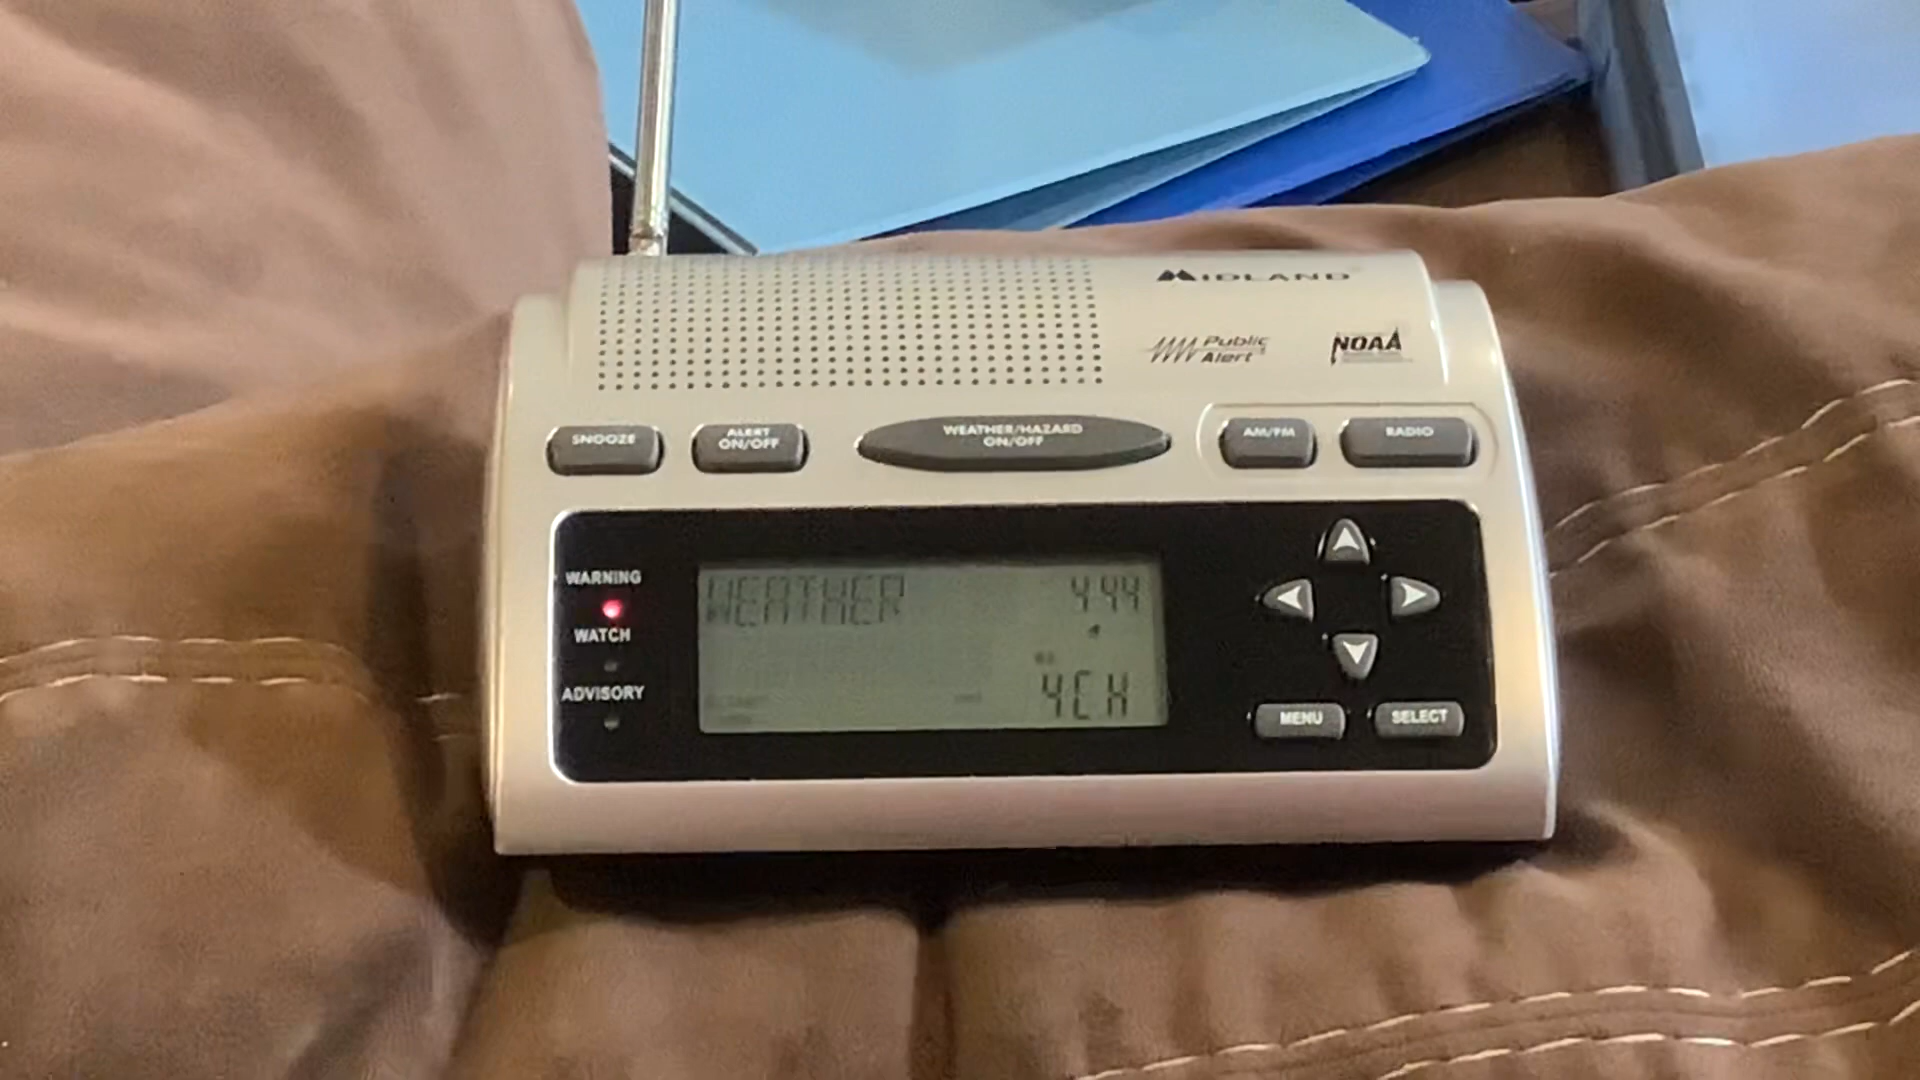 MIDLAND
Public
Alert
NOAA
SNOOZE
ALERT
ON/OFF
WEATHER/HAZARD
ON/OFF
AM/FM
RADIO
WARNING
WATCH
ADVISORY
WEATHER
4:44
4CH
MENU
SELECT